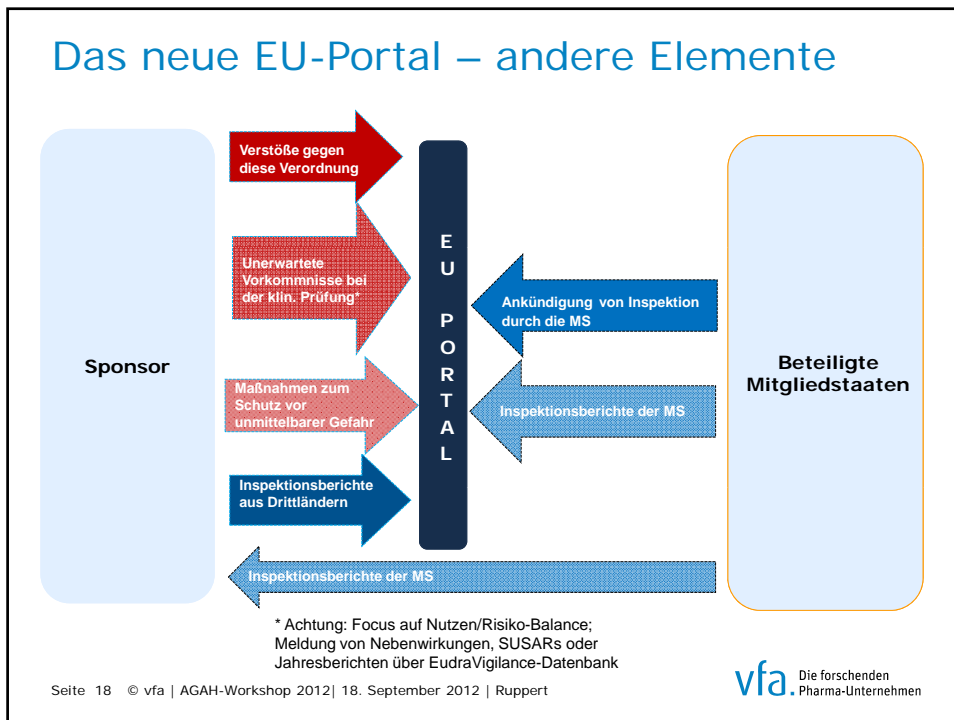 Das neue EU-Portal – andere Elemente
Sponsor
Verstöße gegen
diese Verordnung
Unerwartete
Vorkommnisse bei
der klin. Prüfung*
Maßnahmen zum
Schutz vor
unmittelbarer Gefahr
Inspektionsberichte
aus Drittländern
E
U
P
O
R
T
A
L
Ankündigung von Inspektion
durch die MS
Inspektionsberichte der MS
Beteiligte
Mitgliedstaaten
Inspektionsberichte der MS
* Achtung: Focus auf Nutzen/Risiko-Balance;
Meldung von Nebenwirkungen, SUSARs oder
Jahresberichten über EudraVigilance-Datenbank
Seite 18 © vfa | AGAH-Workshop 2012| 18. September 2012 | Ruppert
vfa. Die forschenden
Pharma-Unternehmen